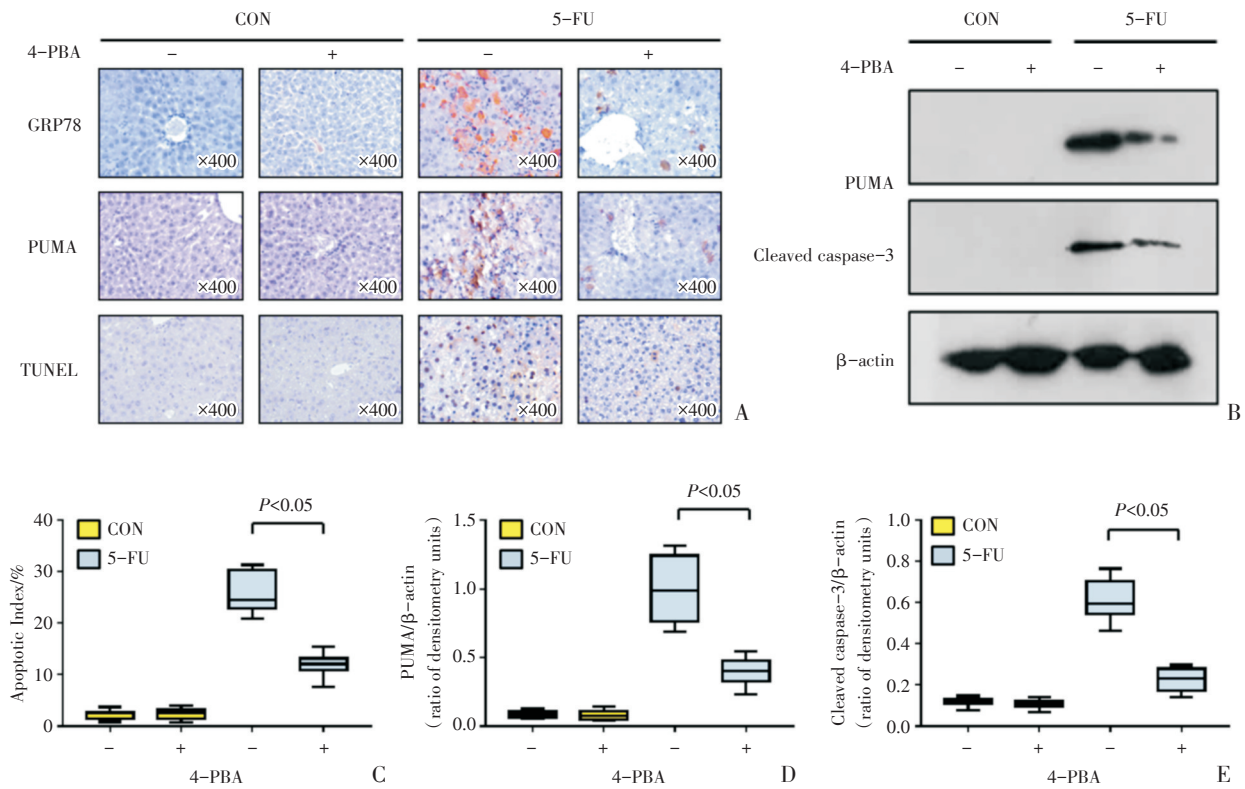 CON 5-FU
4-PBA − + − +
GRP78 ×400 ×400 ×400 ×400
PUMA ×400 ×400 ×400 ×400
TUNEL ×400 ×400 ×400 ×400
A
CON 5-FU
4-PBA − + − +
PUMA
Cleaved caspase-3
β-actin
B
P<0.05
CON
5-FU
Apoptotic Index/%
40
30
20
10
0
− + − +
4-PBA
C
P<0.05
CON
5-FU
PUMA/β-actin
(ratio of densitometry units)
1.5
1.0
0.5
0.0
− + − +
4-PBA
D
P<0.05
CON
5-FU
Cleaved caspase-3/β-actin
(ratio of densitometry units)
1.0
0.8
0.6
0.4
0.2
0.0
− + − +
4-PBA
E